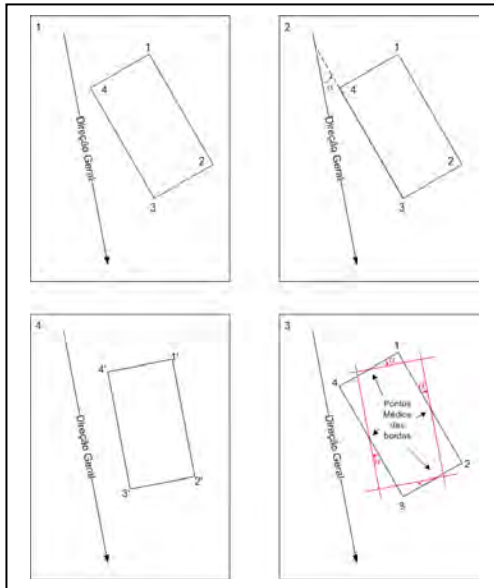 1
1
4
2
3
Direção Geral
2
1
4
2
3
Direção Geral
4
1'
4'
2'
3'
Direção Geral
3
1
4
2
3
Pontos
Médios
das
bordas
Direção Geral